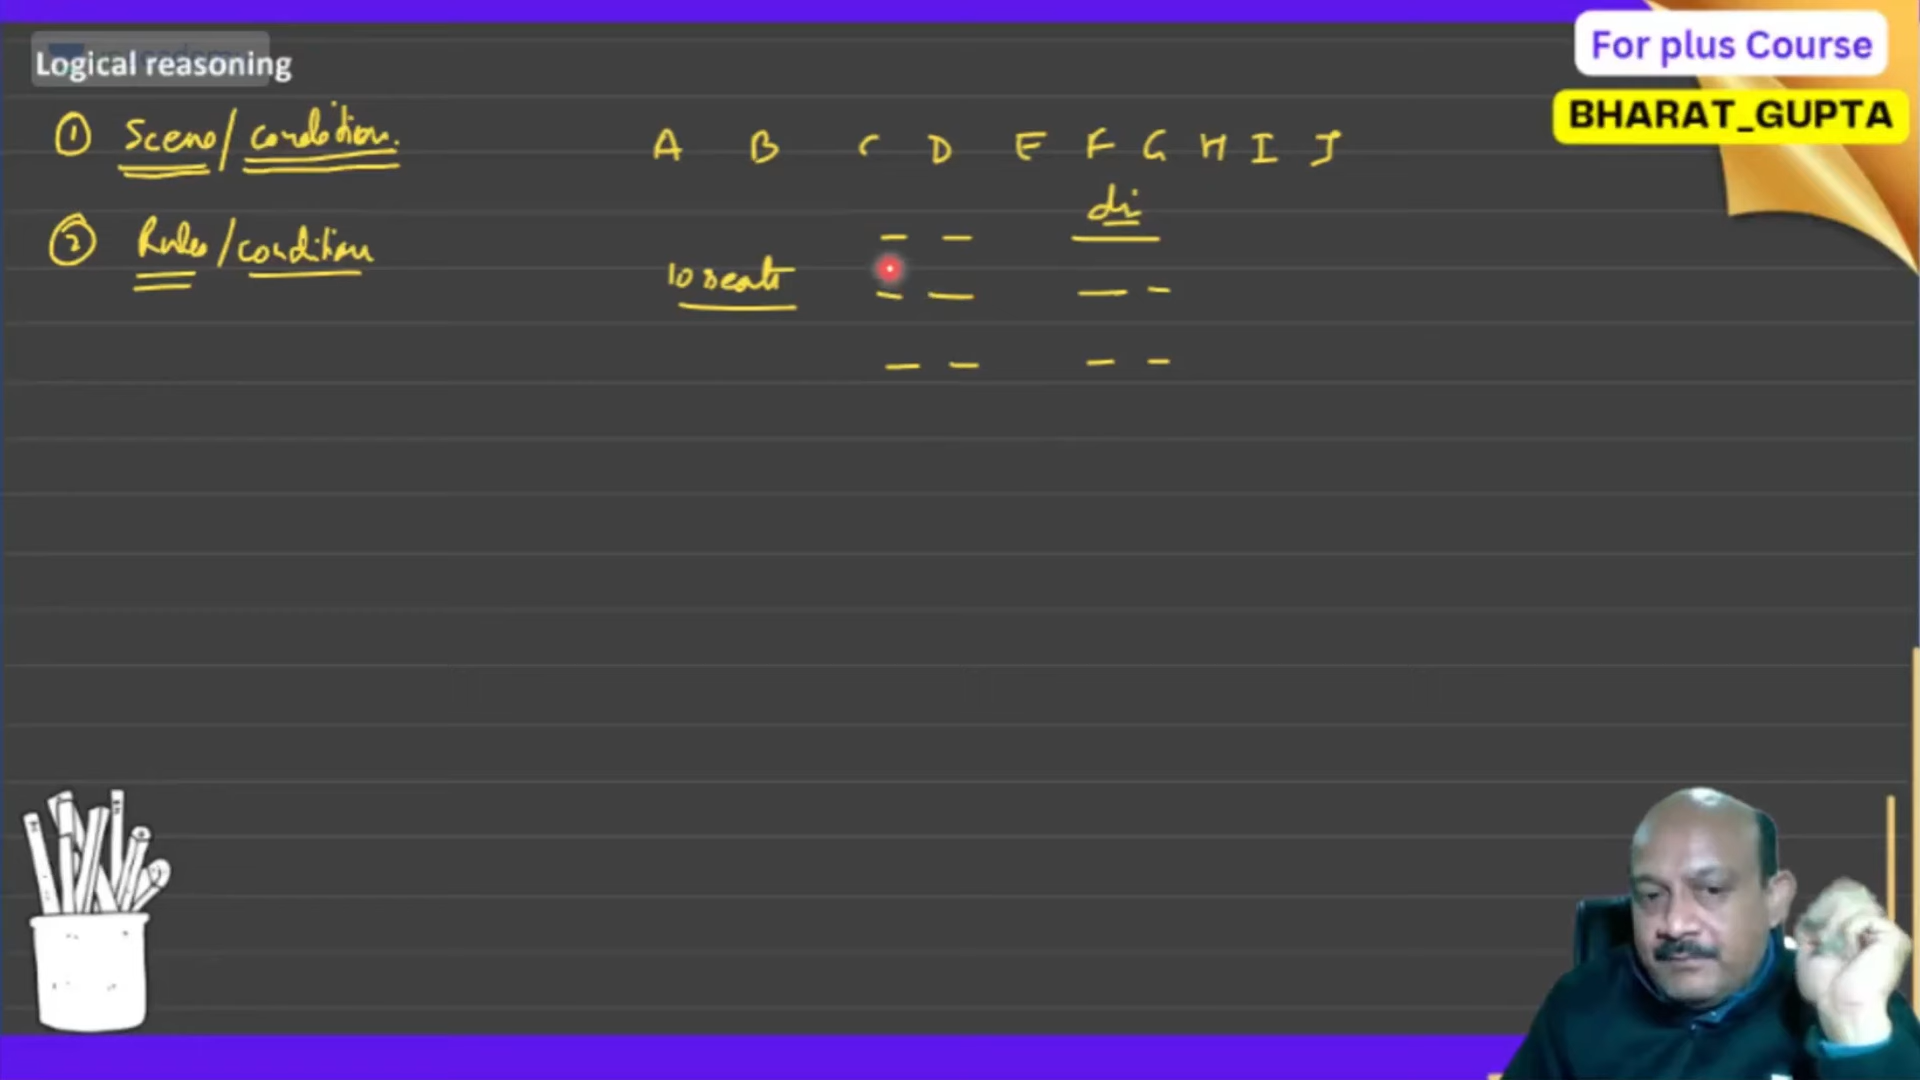 Logical reasoning
For plus Course
BHARAT_GUPTA
① Sceno/ condition.
A B C D E F G H I J
② Rules/condition
di
10 seats